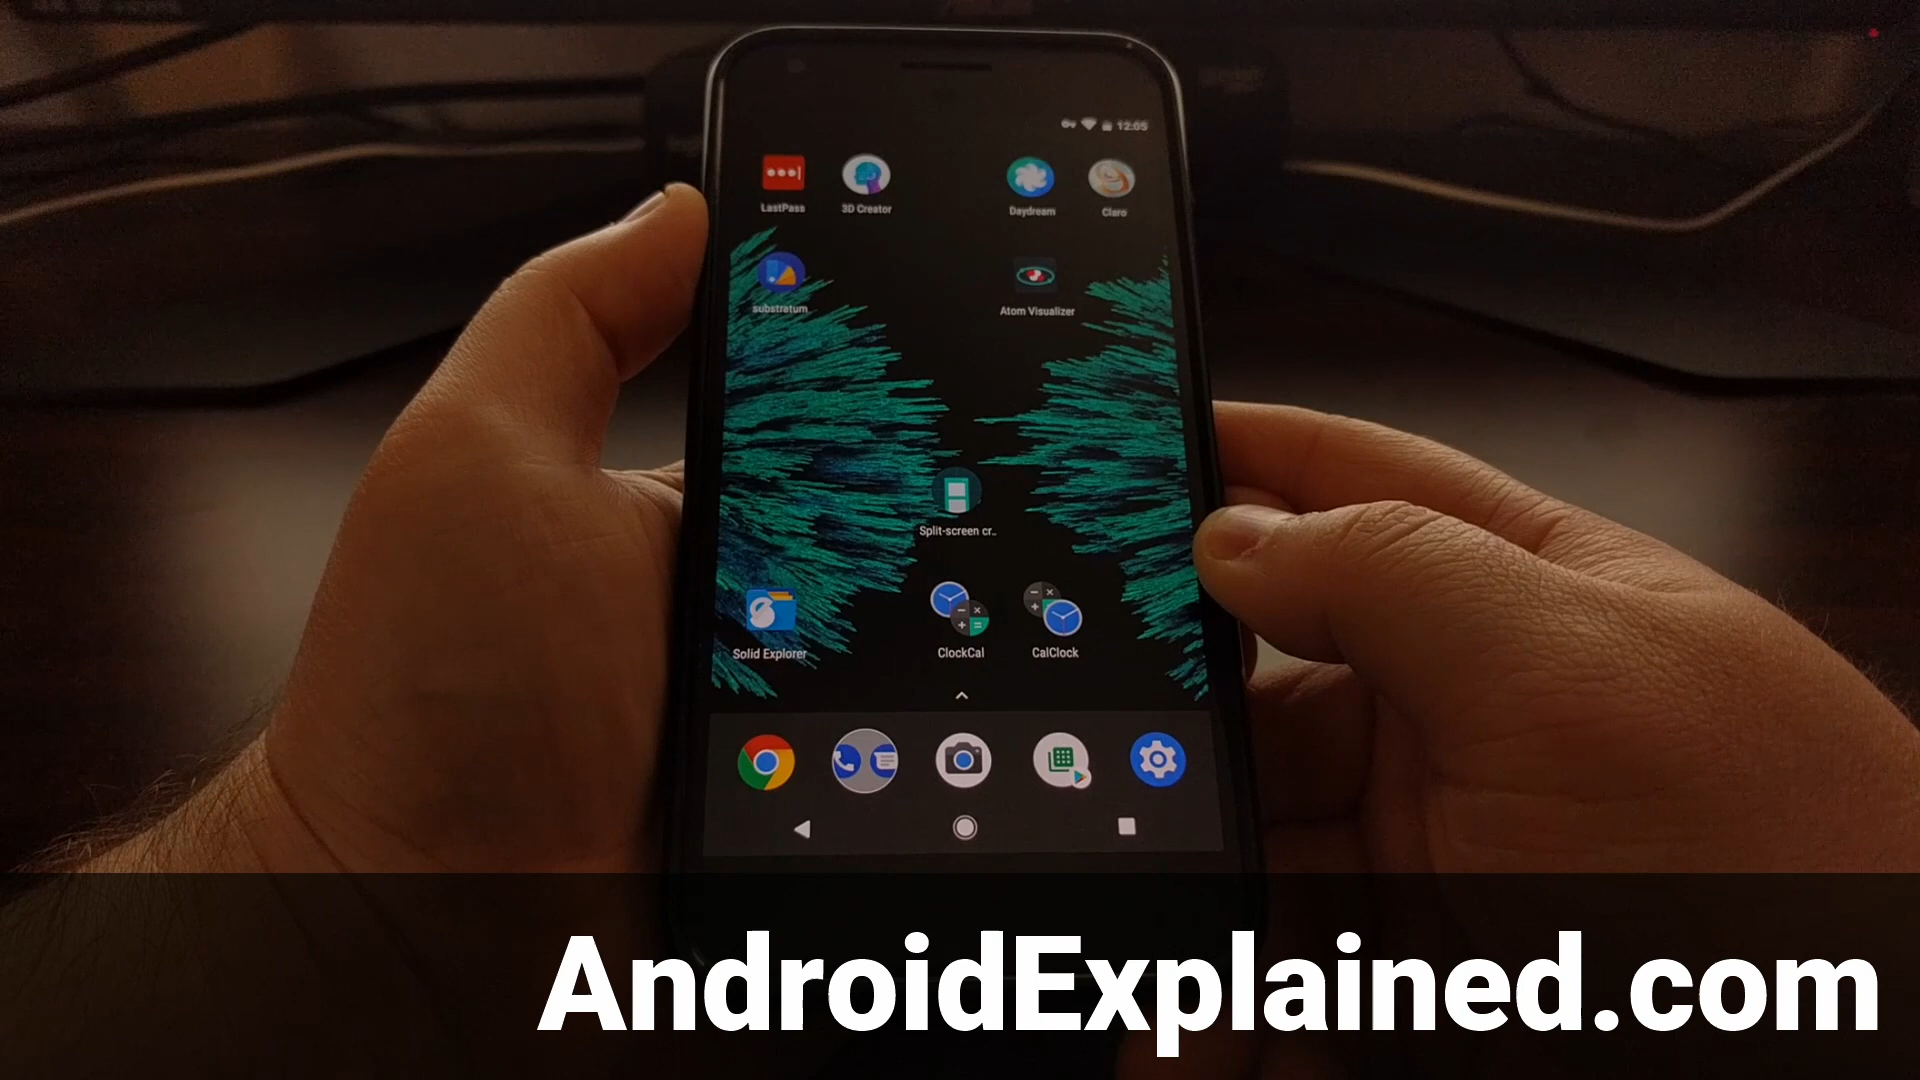 12:05
LastPass
3D Creator
Daydream
Claro
substratum
Atom Visualizer
Split-screen cr..
Solid Explorer
ClockCal
CalClock
AndroidExplained.com